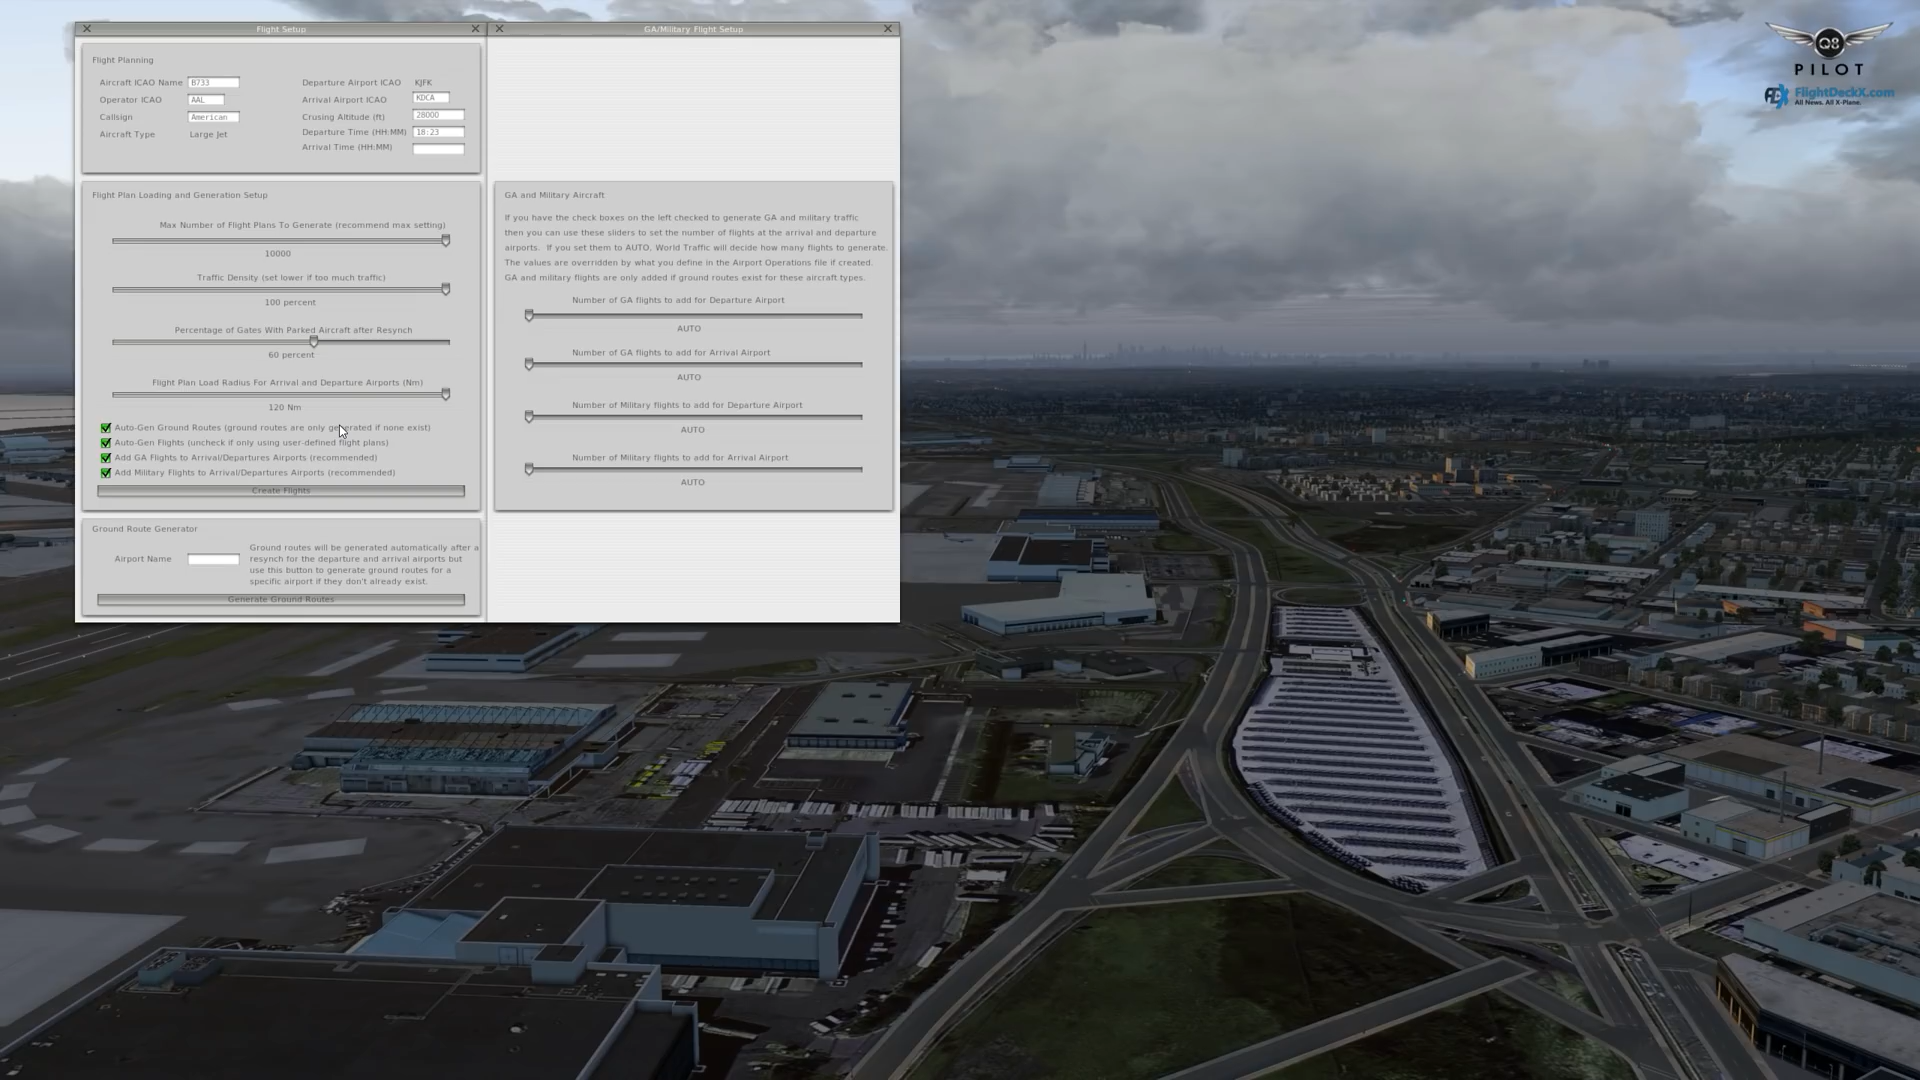 Flight Setup
Flight Planning
Aircraft ICAO Name B733
Operator ICAO AAL
Callsign American
Aircraft Type Large Jet
Departure Airport ICAO KJFK
Arrival Airport ICAO KDCA
Crusing Altitude (ft) 28000
Departure Time (HH:MM) 18:23
Arrival Time (HH:MM)
Flight Plan Loading and Generation Setup
Max Number of Flight Plans To Generate (recommend max setting)
10000
Traffic Density (set lower if too much traffic)
100 percent
Percentage of Gates With Parked Aircraft after Resynch
60 percent
Flight Plan Load Radius For Arrival and Departure Airports (Nm)
120 Nm
Auto-Gen Ground Routes (ground routes are only generated if none exist)
Auto-Gen Flights (uncheck if only using user-defined flight plans)
Add GA Flights to Arrival/Departures Airports (recommended)
Add Military Flights to Arrival/Departures Airports (recommended)
Create Flights
Ground Route Generator
Airport Name
Ground routes will be generated automatically after a
resynch for the departure and arrival airports but
use this button to generate ground routes for a
specific airport if they don't already exist.
Generate Ground Routes
GA/Military Flight Setup
GA and Military Aircraft
If you have the check boxes on the left checked to generate GA and military traffic
then you can use these sliders to set the number of flights at the arrival and departure
airports. If you set them to AUTO, World Traffic will decide how many flights to generate.
The values are overridden by what you define in the Airport Operations file if created.
GA and military flights are only added if ground routes exist for these aircraft types.
Number of GA flights to add for Departure Airport
AUTO
Number of GA flights to add for Arrival Airport
AUTO
Number of Military flights to add for Departure Airport
AUTO
Number of Military flights to add for Arrival Airport
AUTO
Q8
PILOT
FlightDeckX.com
All News. All X-Plane.